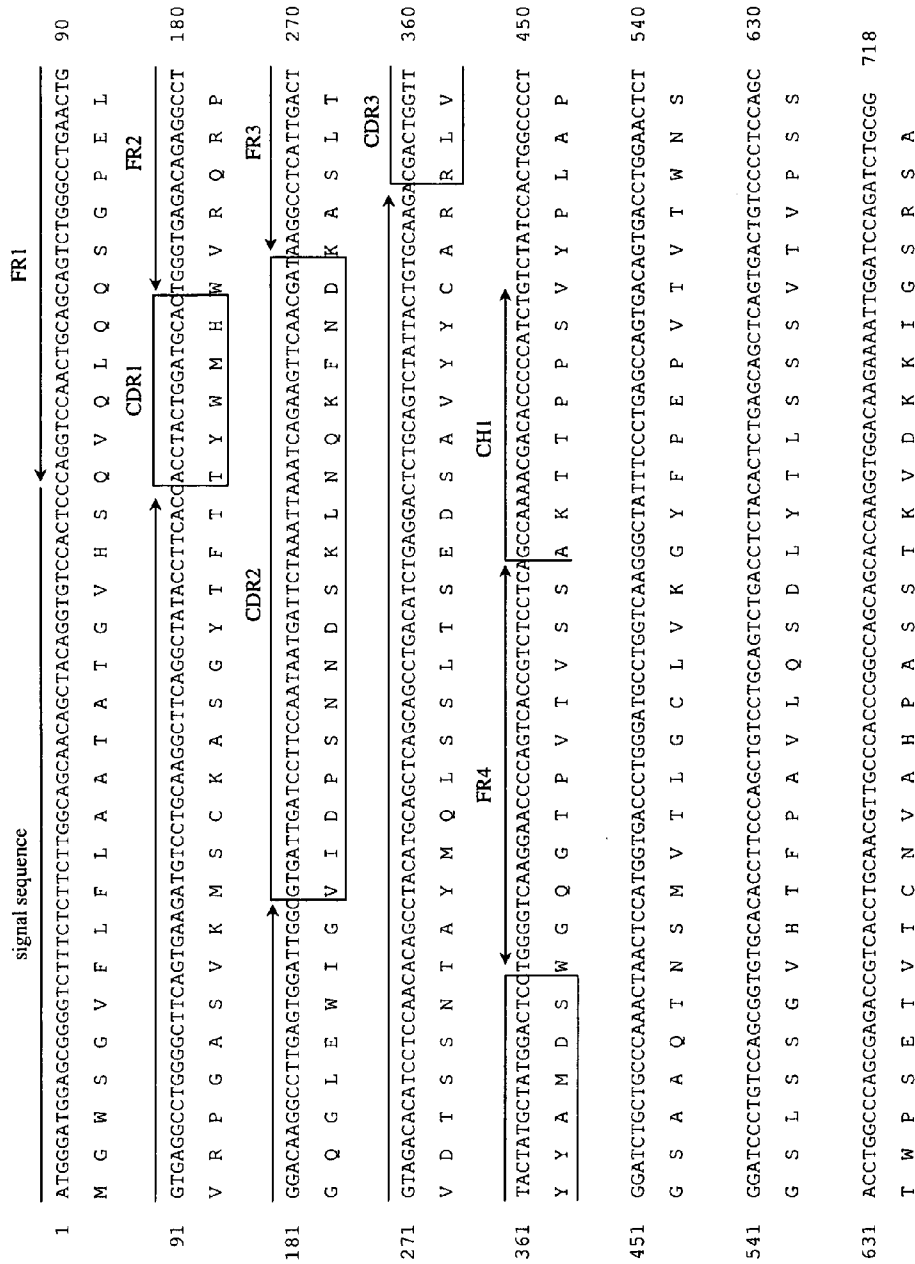 signal sequence FR1
1 ATGGGATGGAGCGGGGTCTTTCTCTTCTTGGCAGCAACAGCTACAGGTGTCCACTCCCAGGTCCAACTGCAGCAGTCTGGGCCTGAACTG 90
M G W S G V F L F L A A T A T G V H S Q V Q L Q Q S G P E L
CDR1 FR2
91 GTGAGGCCTGGGGCTTCAGTGAAGATGTCCTGCAAGGCTTCAGGCTATACCTTCACCACCTACTGGATGCACTGGGTGAGACAGAGGCCT 180
V R P G A S V K M S C K A S G Y T F T T Y W M H W V R Q R P
CDR2 FR3
181 GGACAAGGCCTTGAGTGGATTGGCGTGATTGATCCTTCCAATAATGATTCTAAATTAAATCAGAAGTTCAACGATAAGGCCTCATTGACT 270
G Q G L E W I G V I D P S N N D S K L N Q K F N D K A S L T
CDR3
271 GTAGACACATCCTCCAACACAGCCTACATGCAGCTCAGCAGCCTGACATCTGAGGACTCTGCAGTCTATTACTGTGCAAGACGACTGGTT 360
V D T S S N T A Y M Q L S S L T S E D S A V Y Y C A R R L V
FR4 CH1
361 TACTATGCTATGGACTCCTGGGGTCAAGGAACCCCAGTCACCGTCTCCTCAGCCAAAACGACACCCCCATCTGTCTATCCACTGGCCCCT 450
Y Y A M D S W G Q G T P V T V S S A K T T P P S V Y P L A P
451 GGATCTGCTGCCCAAACTAACTCCATGGTGACCCTGGGATGCCTGGTCAAGGGCTATTTCCCTGAGCCAGTGACAGTGACCTGGAACTCT 540
G S A A Q T N S M V T L G C L V K G Y F P E P V T V T W N S
541 GGATCCCTGTCCAGCGGTGTGCACACCTTCCCAGCTGTCCTGCAGTCTGACCTCTACACTCTGAGCAGCTCAGTGACTGTCCCCTCCAGC 630
G S L S S G V H T F P A V L Q S D L Y T L S S S V T V P S S
631 ACCTGGCCCAGCGAGACCGTCACCTGCAACGTTGCCCACCCGGCCAGCAGCACCAAGGTGGACAAGAAAATTGGATCCAGATCTGCGG 718
T W P S E T V T C N V A H P A S S T K V D K K I G S R S A